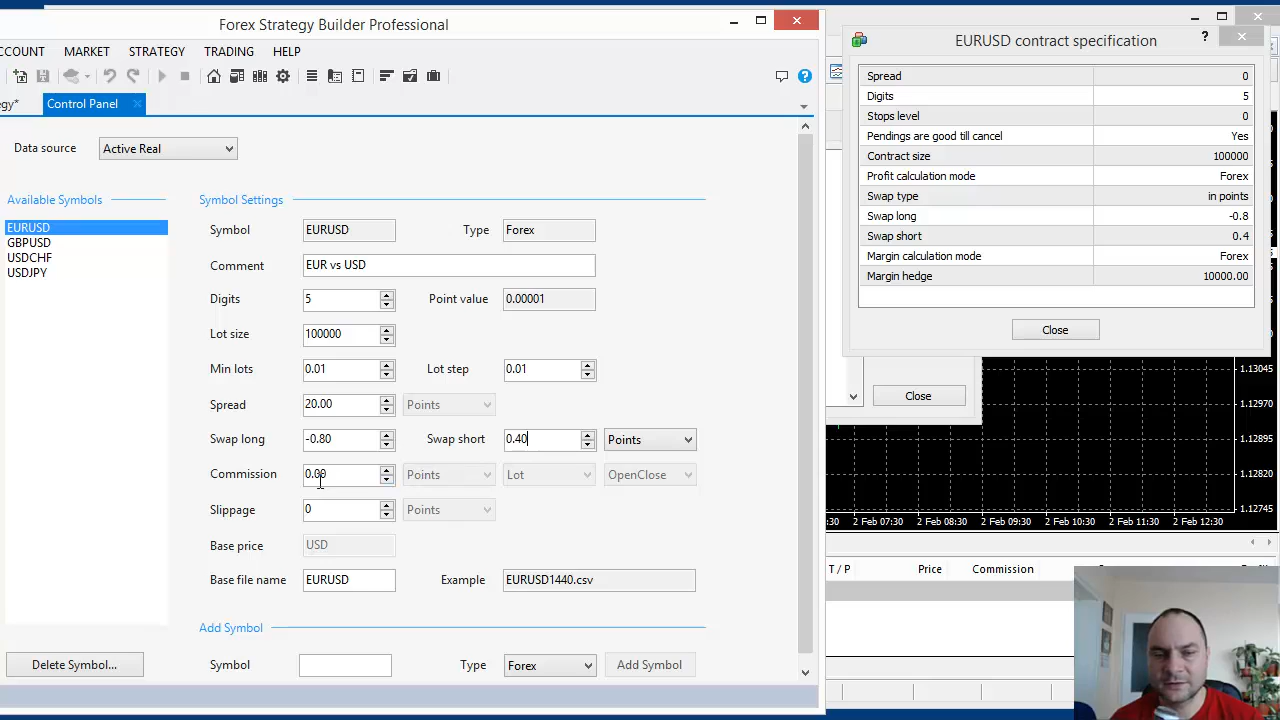 Forex Strategy Builder Professional
COUNT MARKET STRATEGY TRADING HELP
gy* Control Panel
Data source Active Real
Available Symbols
EURUSD
GBPUSD
USDCHF
USDJPY
Delete Symbol...
Symbol Settings
Symbol EURUSD Type Forex
Comment EUR vs USD
Digits 5 Point value 0.00001
Lot size 100000
Min lots 0.01 Lot step 0.01
Spread 20.00 Points
Swap long -0.80 Swap short 0.40 Points
Commission 0.00 Points Lot OpenClose
Slippage 0 Points
Base price USD
Base file name EURUSD Example EURUSD1440.csv
Add Symbol
Symbol Type Forex Add Symbol
EURUSD contract specification
Spread 0
Digits 5
Stops level 0
Pendings are good till cancel Yes
Contract size 100000
Profit calculation mode Forex
Swap type in points
Swap long -0.8
Swap short 0.4
Margin calculation mode Forex
Margin hedge 10000.00
Close
Close
1.13045
1.12970
1.12895
1.12820
1.12745
:30 2 Feb 07:30 2 Feb 08:30 2 Feb 09:30 2 Feb 10:30 2 Feb 11:30 2 Feb 12:30
T / P Price Commission